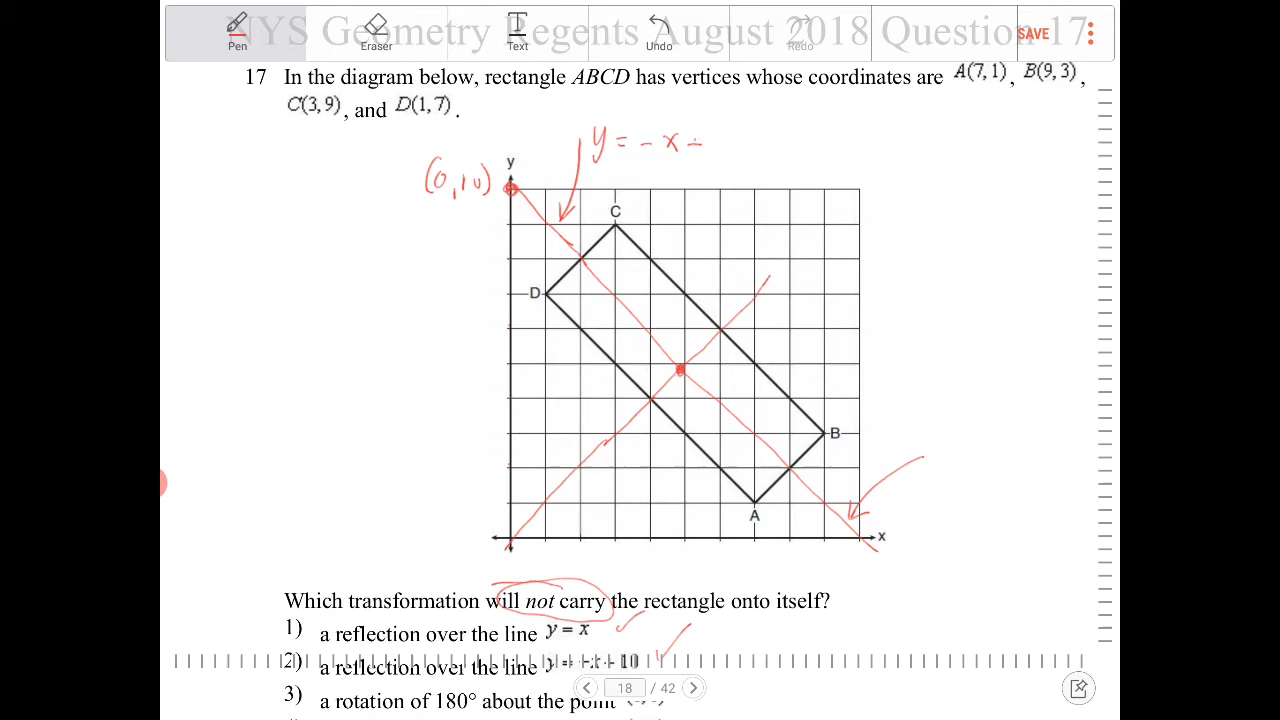 NYS Geometry Regents August 2018 Question 17
Pen
Eraser
Text
Undo
Redo
SAVE
17 In the diagram below, rectangle ABCD has vertices whose coordinates are A(7,1), B(9,3),
C(3,9), and D(1,7).
y = -x
(0,10)
y
C
D
B
A
x
Which transformation will not carry the rectangle onto itself?
1) a reflection over the line y = x
2) a reflection over the line
3) a rotation of 180° about the point
18 / 42